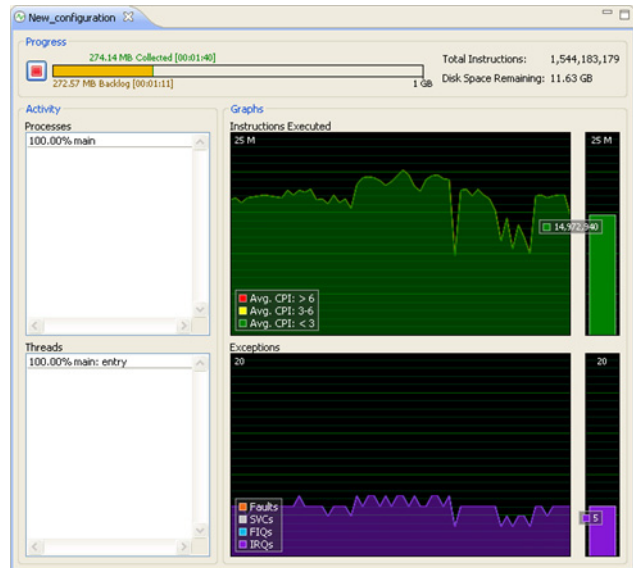 New_configuration
Progress
274.14 MB Collected [00:01:40]
272.57 MB Backlog [00:01:11]
1 GB
Total Instructions: 1,544,183,179
Disk Space Remaining: 11.63 GB
Activity
Processes
100.00% main
Threads
100.00% main: entry
Graphs
Instructions Executed
25 M
25 M
14,972,940
Avg. CPI: > 6
Avg. CPI: 3-6
Avg. CPI: < 3
Exceptions
20
20
5
Faults
SVCs
FIQs
IRQs